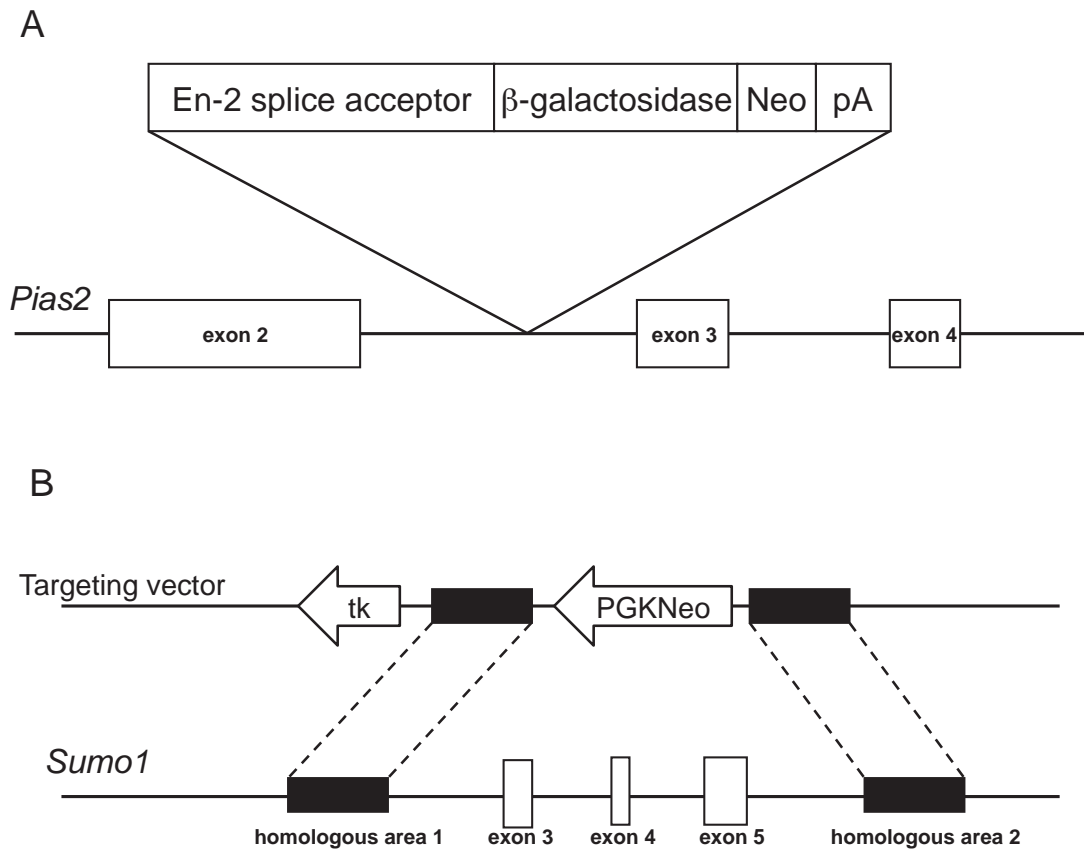 A
En-2 splice acceptor β-galactosidase Neo pA
Pias2
exon 2 exon 3 exon 4
B
Targeting vector
tk PGKNeo
Sumo1
homologous area 1 exon 3 exon 4 exon 5 homologous area 2